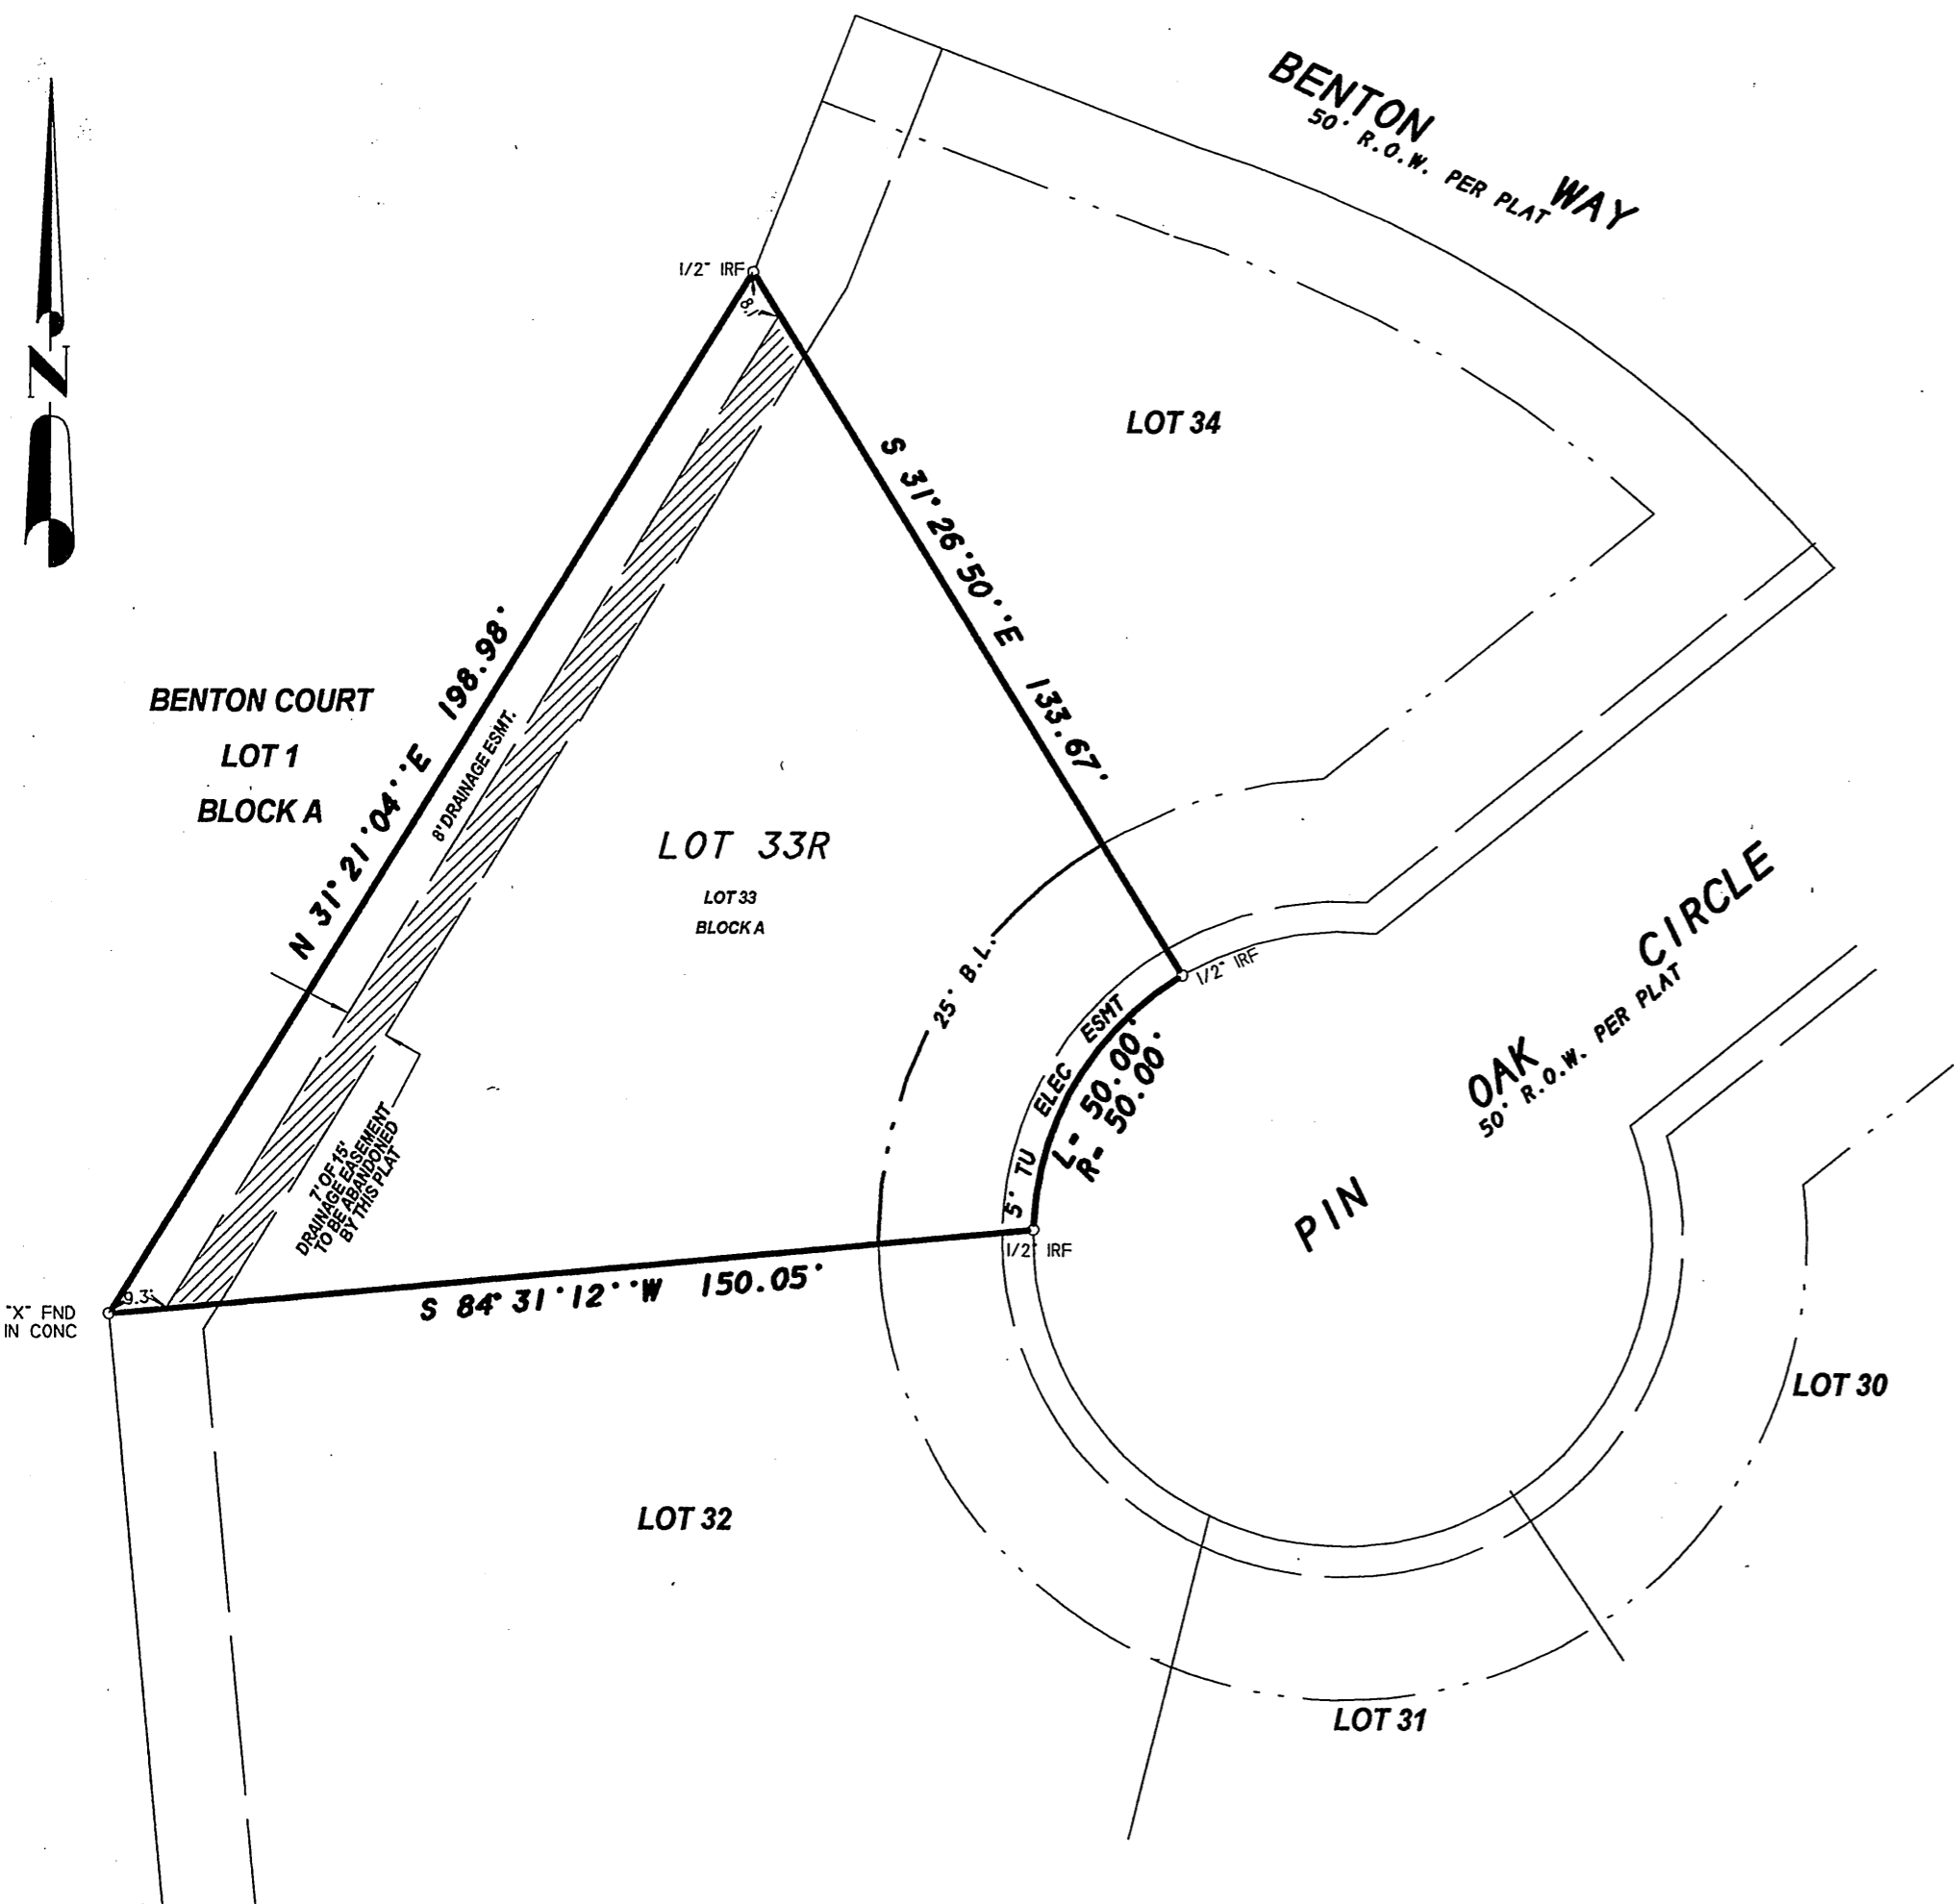 BENTON WAY
50' R.O.W. PER PLAT
N
1/2" IRF
8.1'
LOT 34
S 31°26'50''E 133.67'
N 31°21'04''E 198.98'
BENTON COURT
LOT 1
BLOCK A
8' DRAINAGE ESMT.
LOT 33R
LOT 33
BLOCK A
25' B.L.
1/2" IRF
5' TU ELEC ESMT
L= 50.00'
R= 50.00'
PIN OAK CIRCLE
50' R.O.W. PER PLAT
7' OF 15'
DRAINAGE EASEMENT
TO BE ABANDONED
BY THIS PLAT
1/2" IRF
S 84°31'12''W 150.05'
9.3'
"X" FND
IN CONC
LOT 30
LOT 32
LOT 31